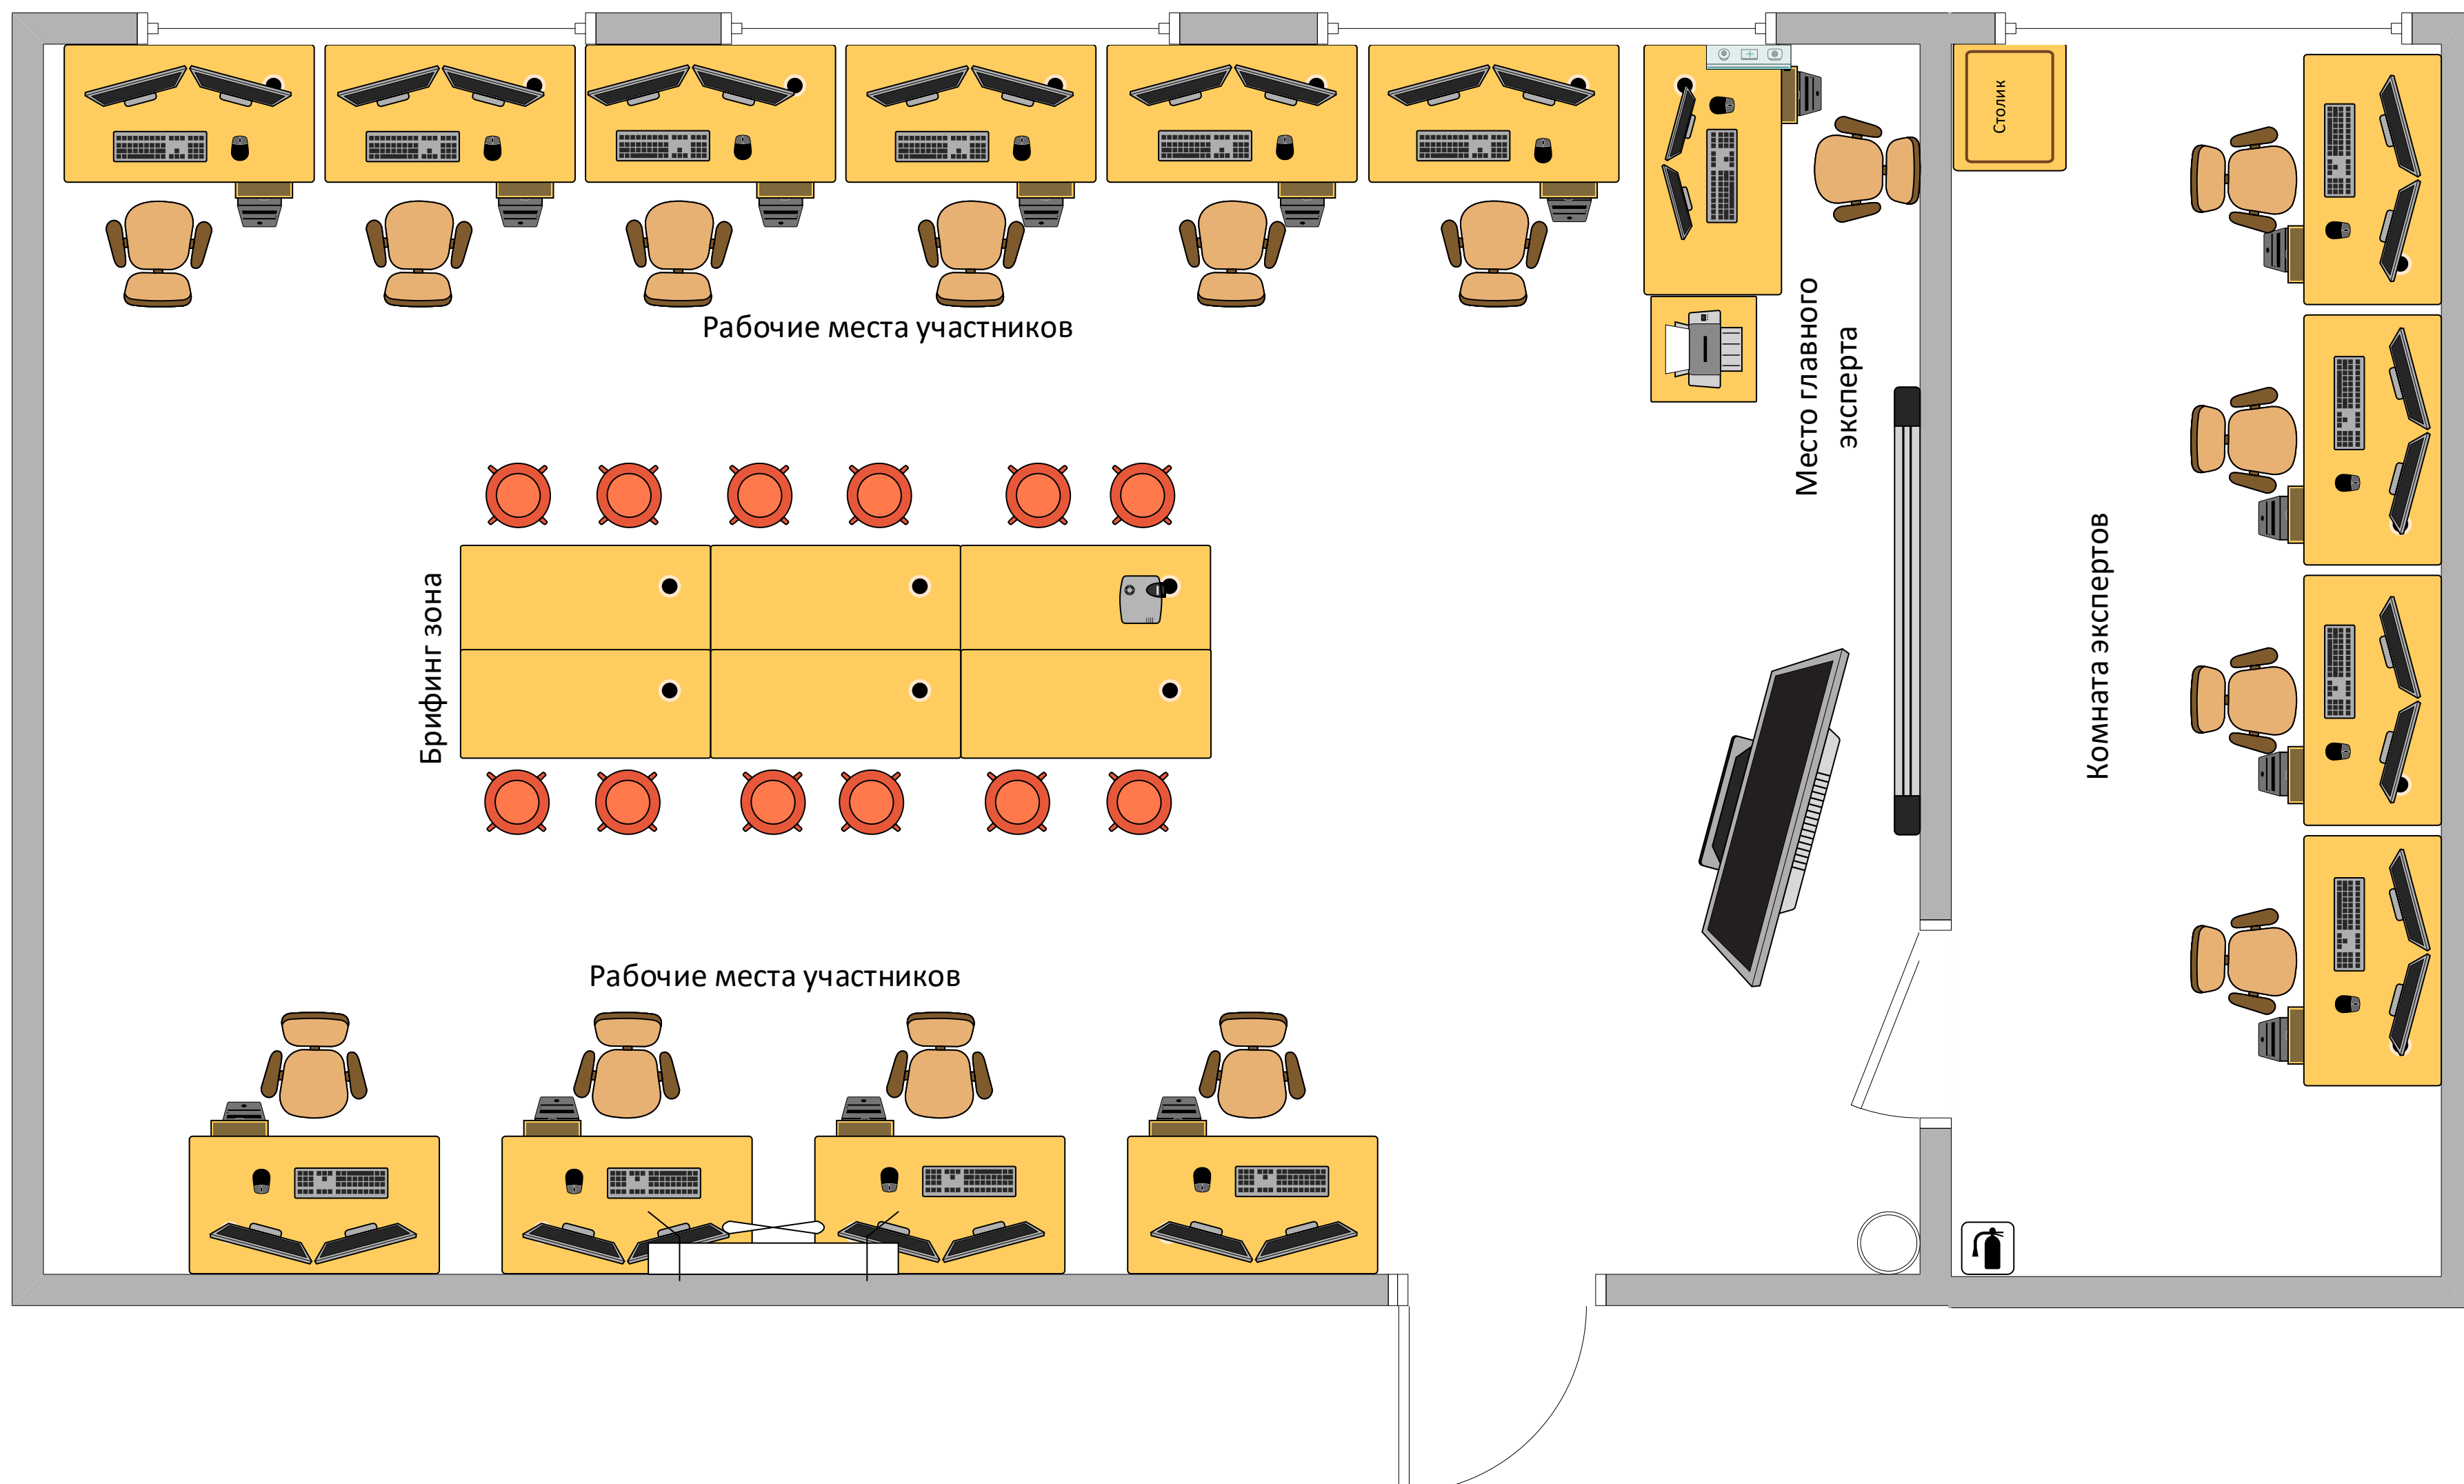 Столик
Рабочие места участников
Место главного
эксперта
Брифинг зона
Комната экспертов
Рабочие места участников